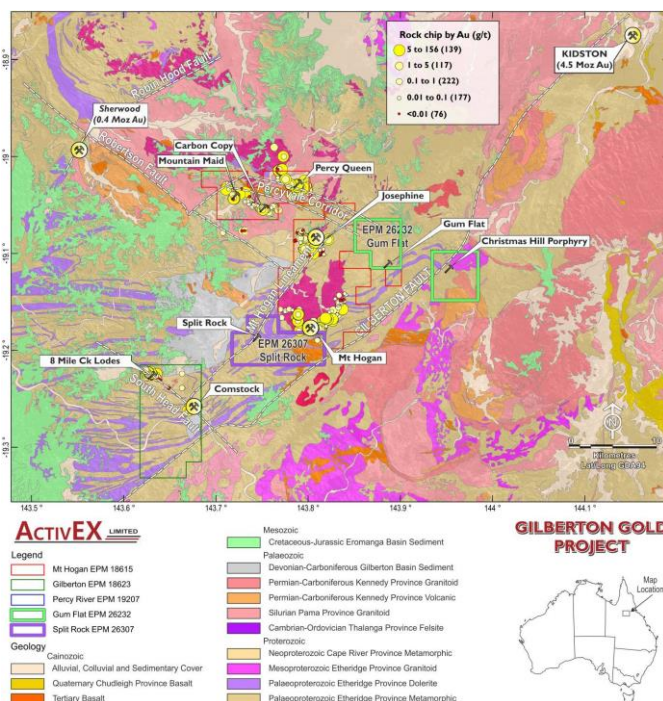 Rock chip by Au (g/t)
5 to 156 (139)
1 to 5 (117)
0.1 to 1 (222)
0.01 to 0.1 (177)
<0.01 (76)
KIDSTON
(4.5 Moz Au)
Robin Hood Fault
Sherwood
(0.4 Moz Au)
Robertson Fault
Carbon Copy
Mountain Maid
Percy Queen
Percyvale Corridor
Josephine
EPM 26232
Gum Flat
Gum Flat
Christmas Hill Porphyry
GILBERTON FAULT
Split Rock
EPM 26307
Split Rock
Mt Hogan
8 Mile Ck Lodes
Comstock
South Head Fault
-18.9
-19
-19.1
-19.2
-19.3
N
0
10
Kilometres
Lat/Long GDA94
143.5
143.6
143.7
143.8
143.9
144
144.1
ACTIVEX LIMITED
Legend
Mt Hogan EPM 18615
Gilberton EPM 18623
Percy River EPM 19207
Gum Flat EPM 26232
Split Rock EPM 26307
Geology
Cainozoic
Alluvial, Colluvial and Sedimentary Cover
Quaternary Chudleigh Province Basalt
Tertiary Basalt
Mesozoic
Cretaceous-Jurassic Eromanga Basin Sediment
Palaeozoic
Devonian-Carboniferous Gilberton Basin Sediment
Permian-Carboniferous Kennedy Province Granitoid
Permian-Carboniferous Kennedy Province Volcanic
Silurian Pama Province Granitoid
Cambrian-Ordovician Thalanga Province Felsite
Proterozoic
Neoproterozoic Cape River Province Metamorphic
Mesoproterozoic Etheridge Province Granitoid
Palaeoproterozoic Etheridge Province Dolerite
Palaeoproterozoic Etheridge Province Metamorphic
GILBERTON GOLD
PROJECT
Map
Location